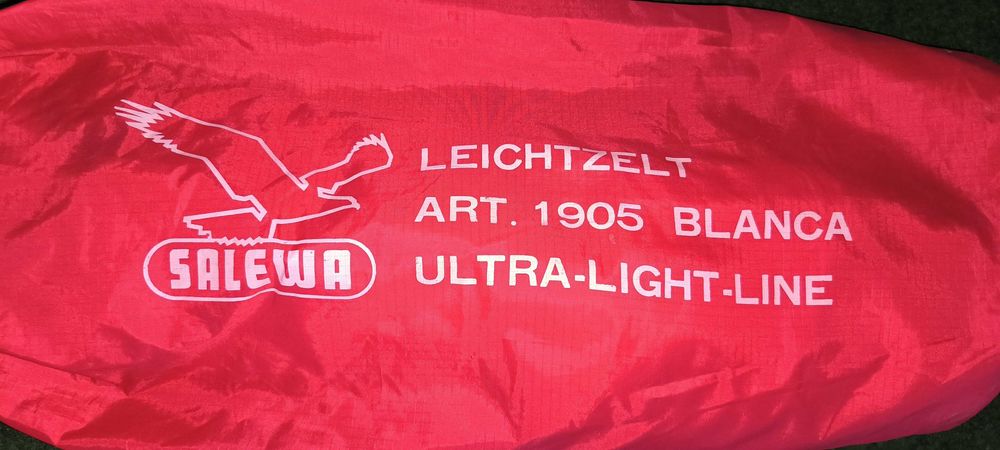 LEICHTZELT
ART. 1905 BLANCA
ULTRA-LIGHT-LINE
SALEWA